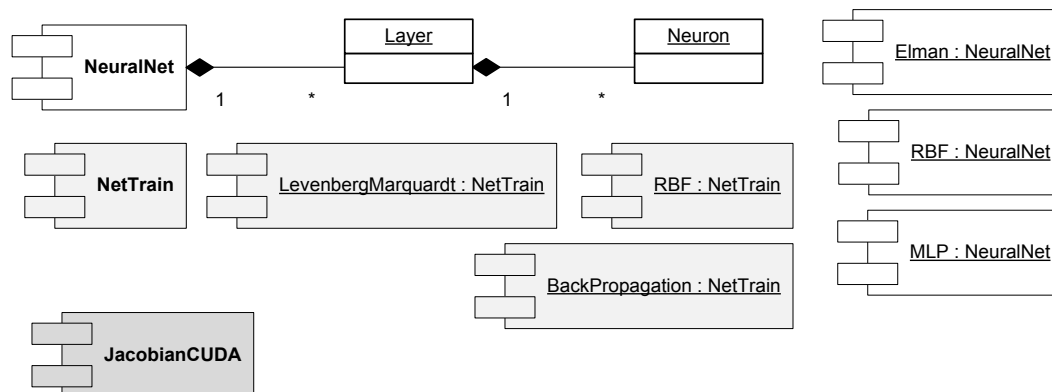 Layer
Neuron
Elman : NeuralNet
NeuralNet
1
*
1
*
RBF : NeuralNet
NetTrain
LevenbergMarquardt : NetTrain
RBF : NetTrain
MLP : NeuralNet
BackPropagation : NetTrain
JacobianCUDA